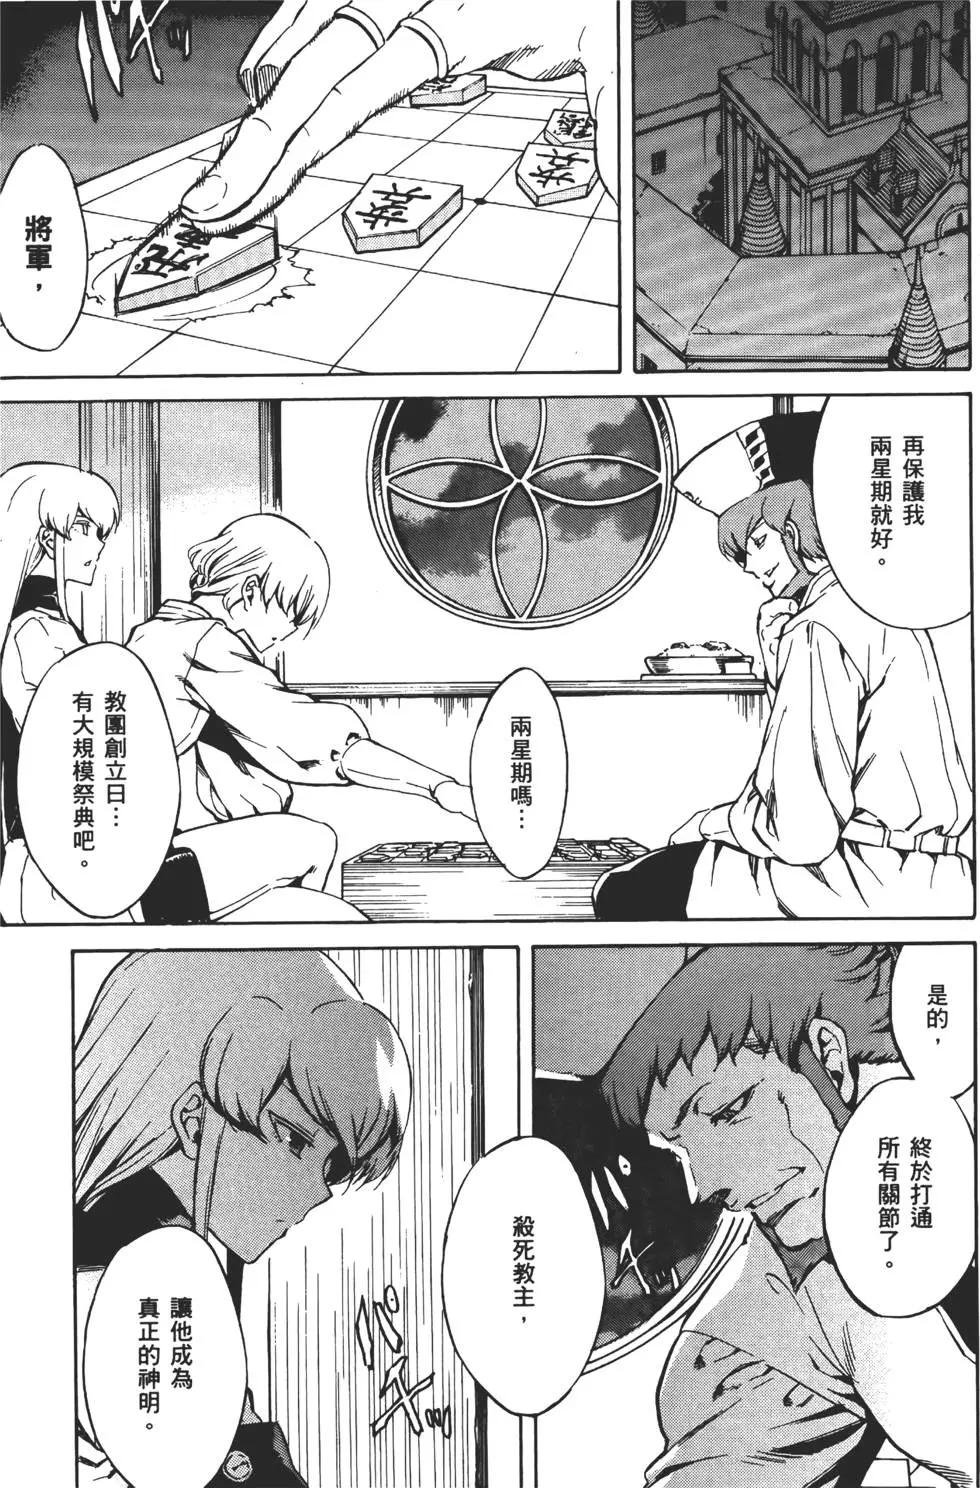 將軍，
再保護我
兩星期就好。
兩星期嗎…
教團創立日…
有大規模祭典吧。
是的，
終於打通
所有關節了。
殺死教主，
讓他成為
真正的神明。